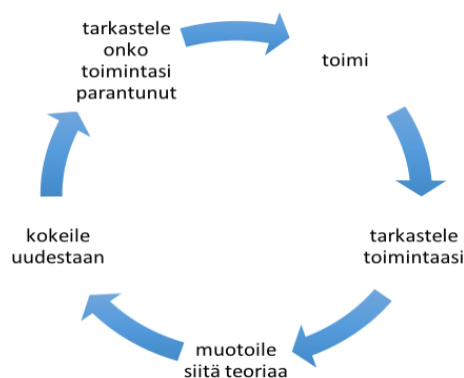 tarkastele
onko
toimintasi
parantunut
toimi
tarkastele
toimintaasi
muotoile
siitä teoriaa
kokeile
uudestaan